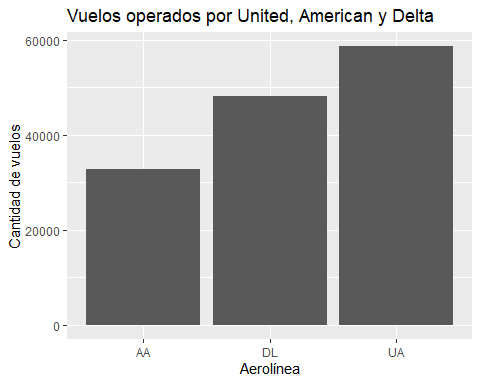 Vuelos operados por United, American y Delta
60000
40000
20000
0
Cantidad de vuelos
AA DL UA
Aerolínea